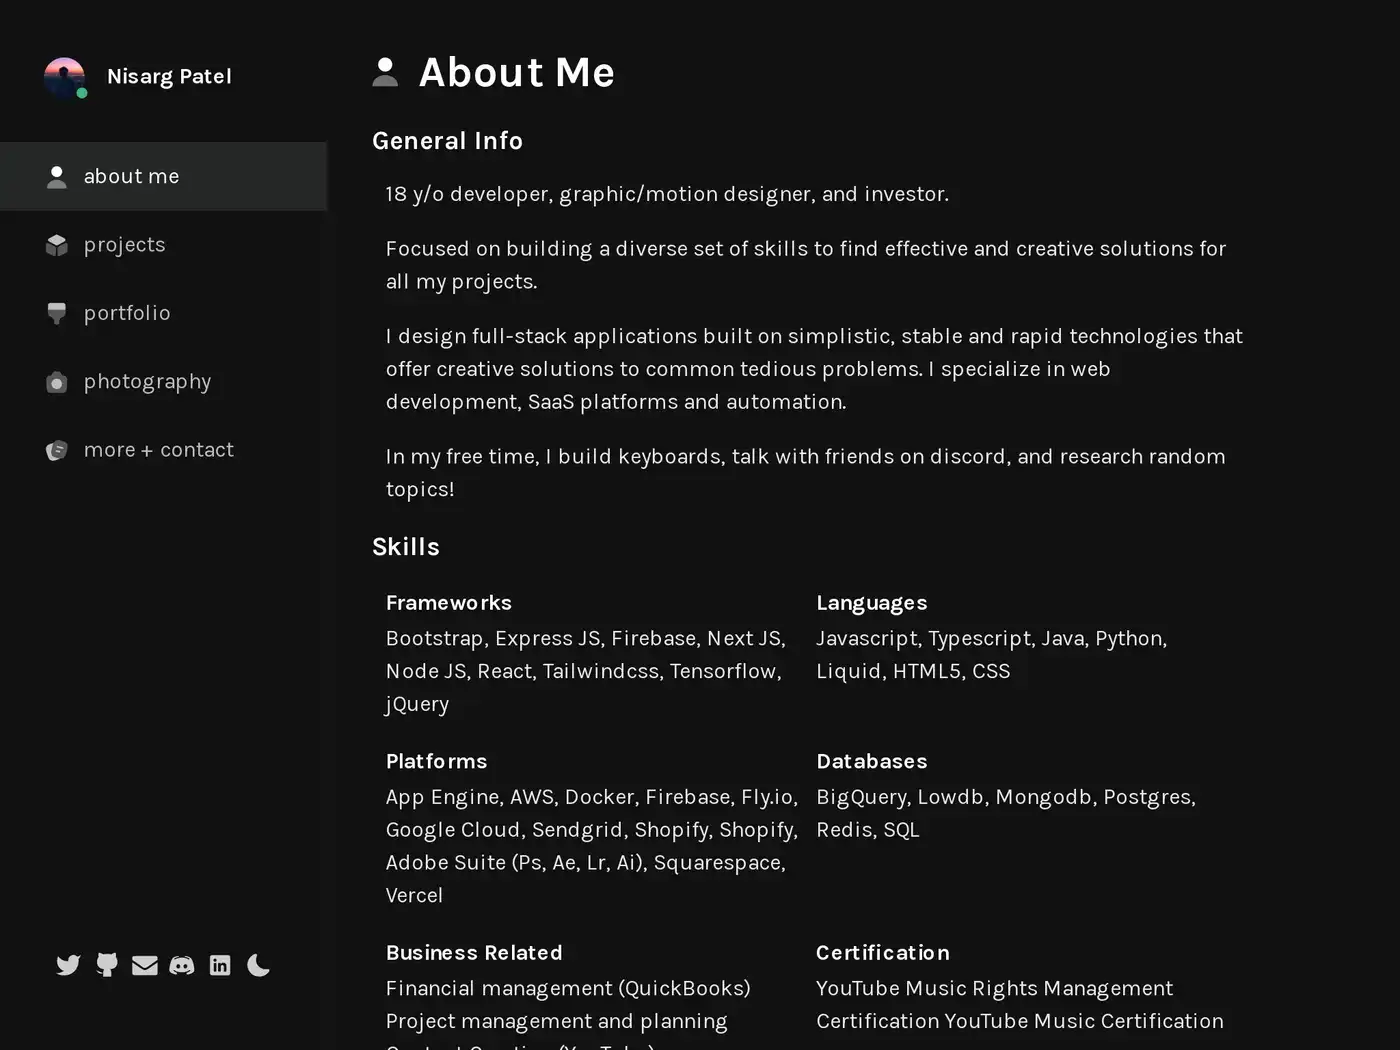 Nisarg Patel
about me
projects
portfolio
photography
more + contact
About Me
General Info
18 y/o developer, graphic/motion designer, and investor.
Focused on building a diverse set of skills to find effective and creative solutions for
all my projects.
I design full-stack applications built on simplistic, stable and rapid technologies that
offer creative solutions to common tedious problems. I specialize in web
development, SaaS platforms and automation.
In my free time, I build keyboards, talk with friends on discord, and research random
topics!
Skills
Frameworks
Bootstrap, Express JS, Firebase, Next JS,
Node JS, React, Tailwindcss, Tensorflow,
jQuery
Languages
Javascript, Typescript, Java, Python,
Liquid, HTML5, CSS
Platforms
App Engine, AWS, Docker, Firebase, Fly.io,
Google Cloud, Sendgrid, Shopify, Shopify,
Adobe Suite (Ps, Ae, Lr, Ai), Squarespace,
Vercel
Databases
BigQuery, Lowdb, Mongodb, Postgres,
Redis, SQL
Business Related
Financial management (QuickBooks)
Project management and planning
Certification
YouTube Music Rights Management
Certification YouTube Music Certification